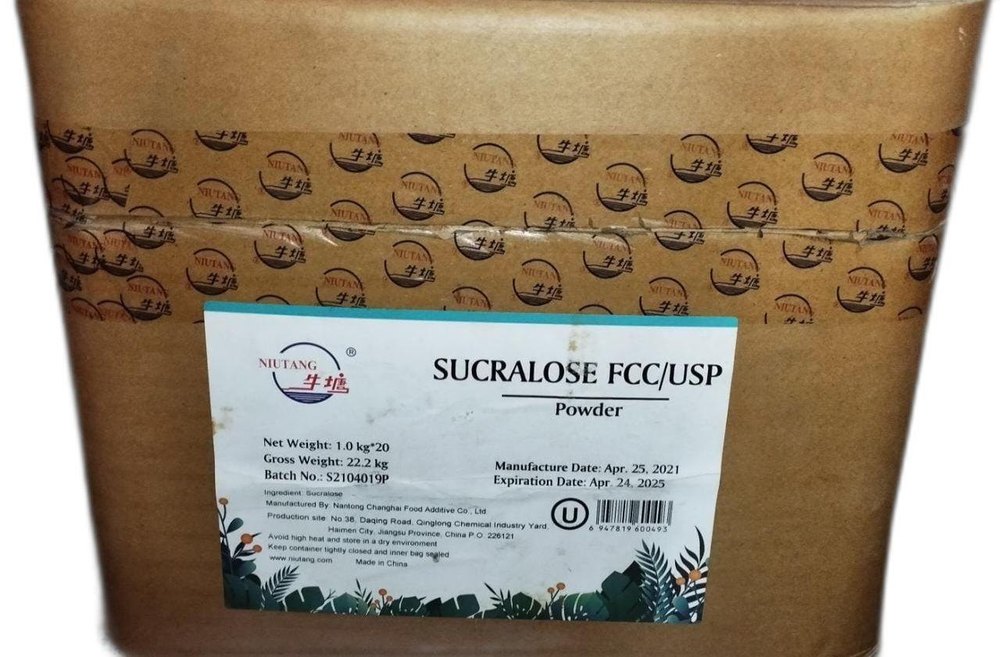 NIUTANG
牛塘
®
SUCRALOSE FCC/USP
Powder
Net Weight: 1.0 kg*20
Gross Weight: 22.2 kg
Batch No.: S2104019P
Manufacture Date: Apr. 25, 2021
Expiration Date: Apr. 24, 2025
Ingredient: Sucralose
Manufactured By: Nantong Changhai Food Additive Co., Ltd
Production site: No.38, Daqing Road, Qinglong Chemical Industry Yard,
Haimen City, Jiangsu Province, China P.O. 226121
Avoid high heat and store in a dry environment
Keep container tightly closed and inner bag sealed
www.niutang.com Made in China
U
6 947819 600493